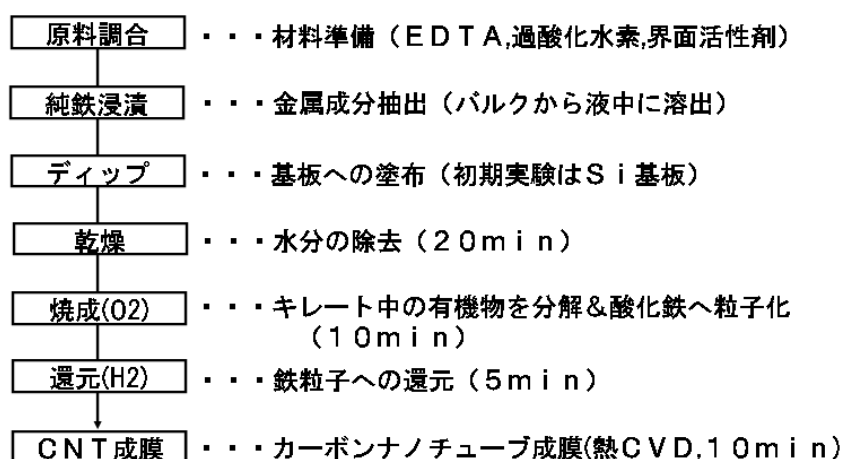 原料調合 ・・・材料準備（ＥＤＴＡ,過酸化水素,界面活性剤）
純鉄浸漬 ・・・金属成分抽出（バルクから液中に溶出）
ディップ ・・・基板への塗布（初期実験はＳｉ基板）
乾燥 ・・・水分の除去（２０ｍｉｎ）
焼成(O2) ・・・キレート中の有機物を分解＆酸化鉄へ粒子化
（１０ｍｉｎ）
還元(H2) ・・・鉄粒子への還元（５ｍｉｎ）
ＣＮＴ成膜 ・・・カーボンナノチューブ成膜(熱ＣＶＤ,１０ｍｉｎ)